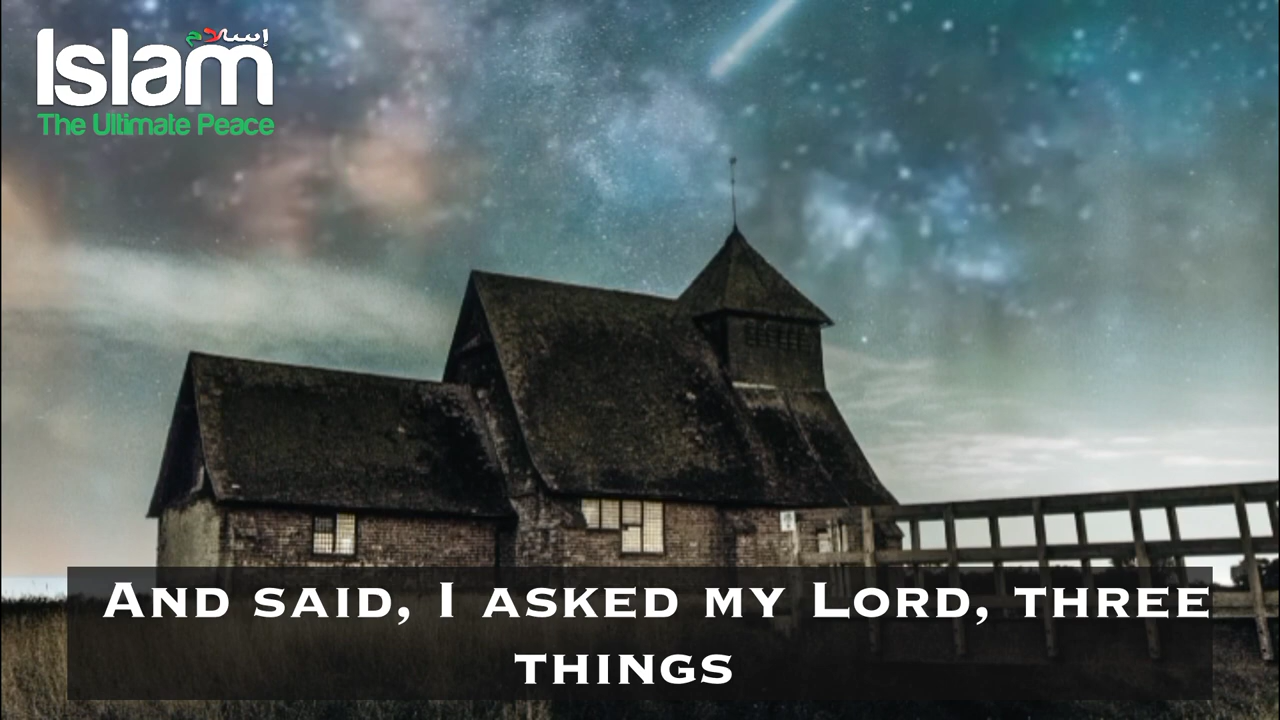 إسلام
Islam
The Ultimate Peace
And said, I asked my Lord, three
things